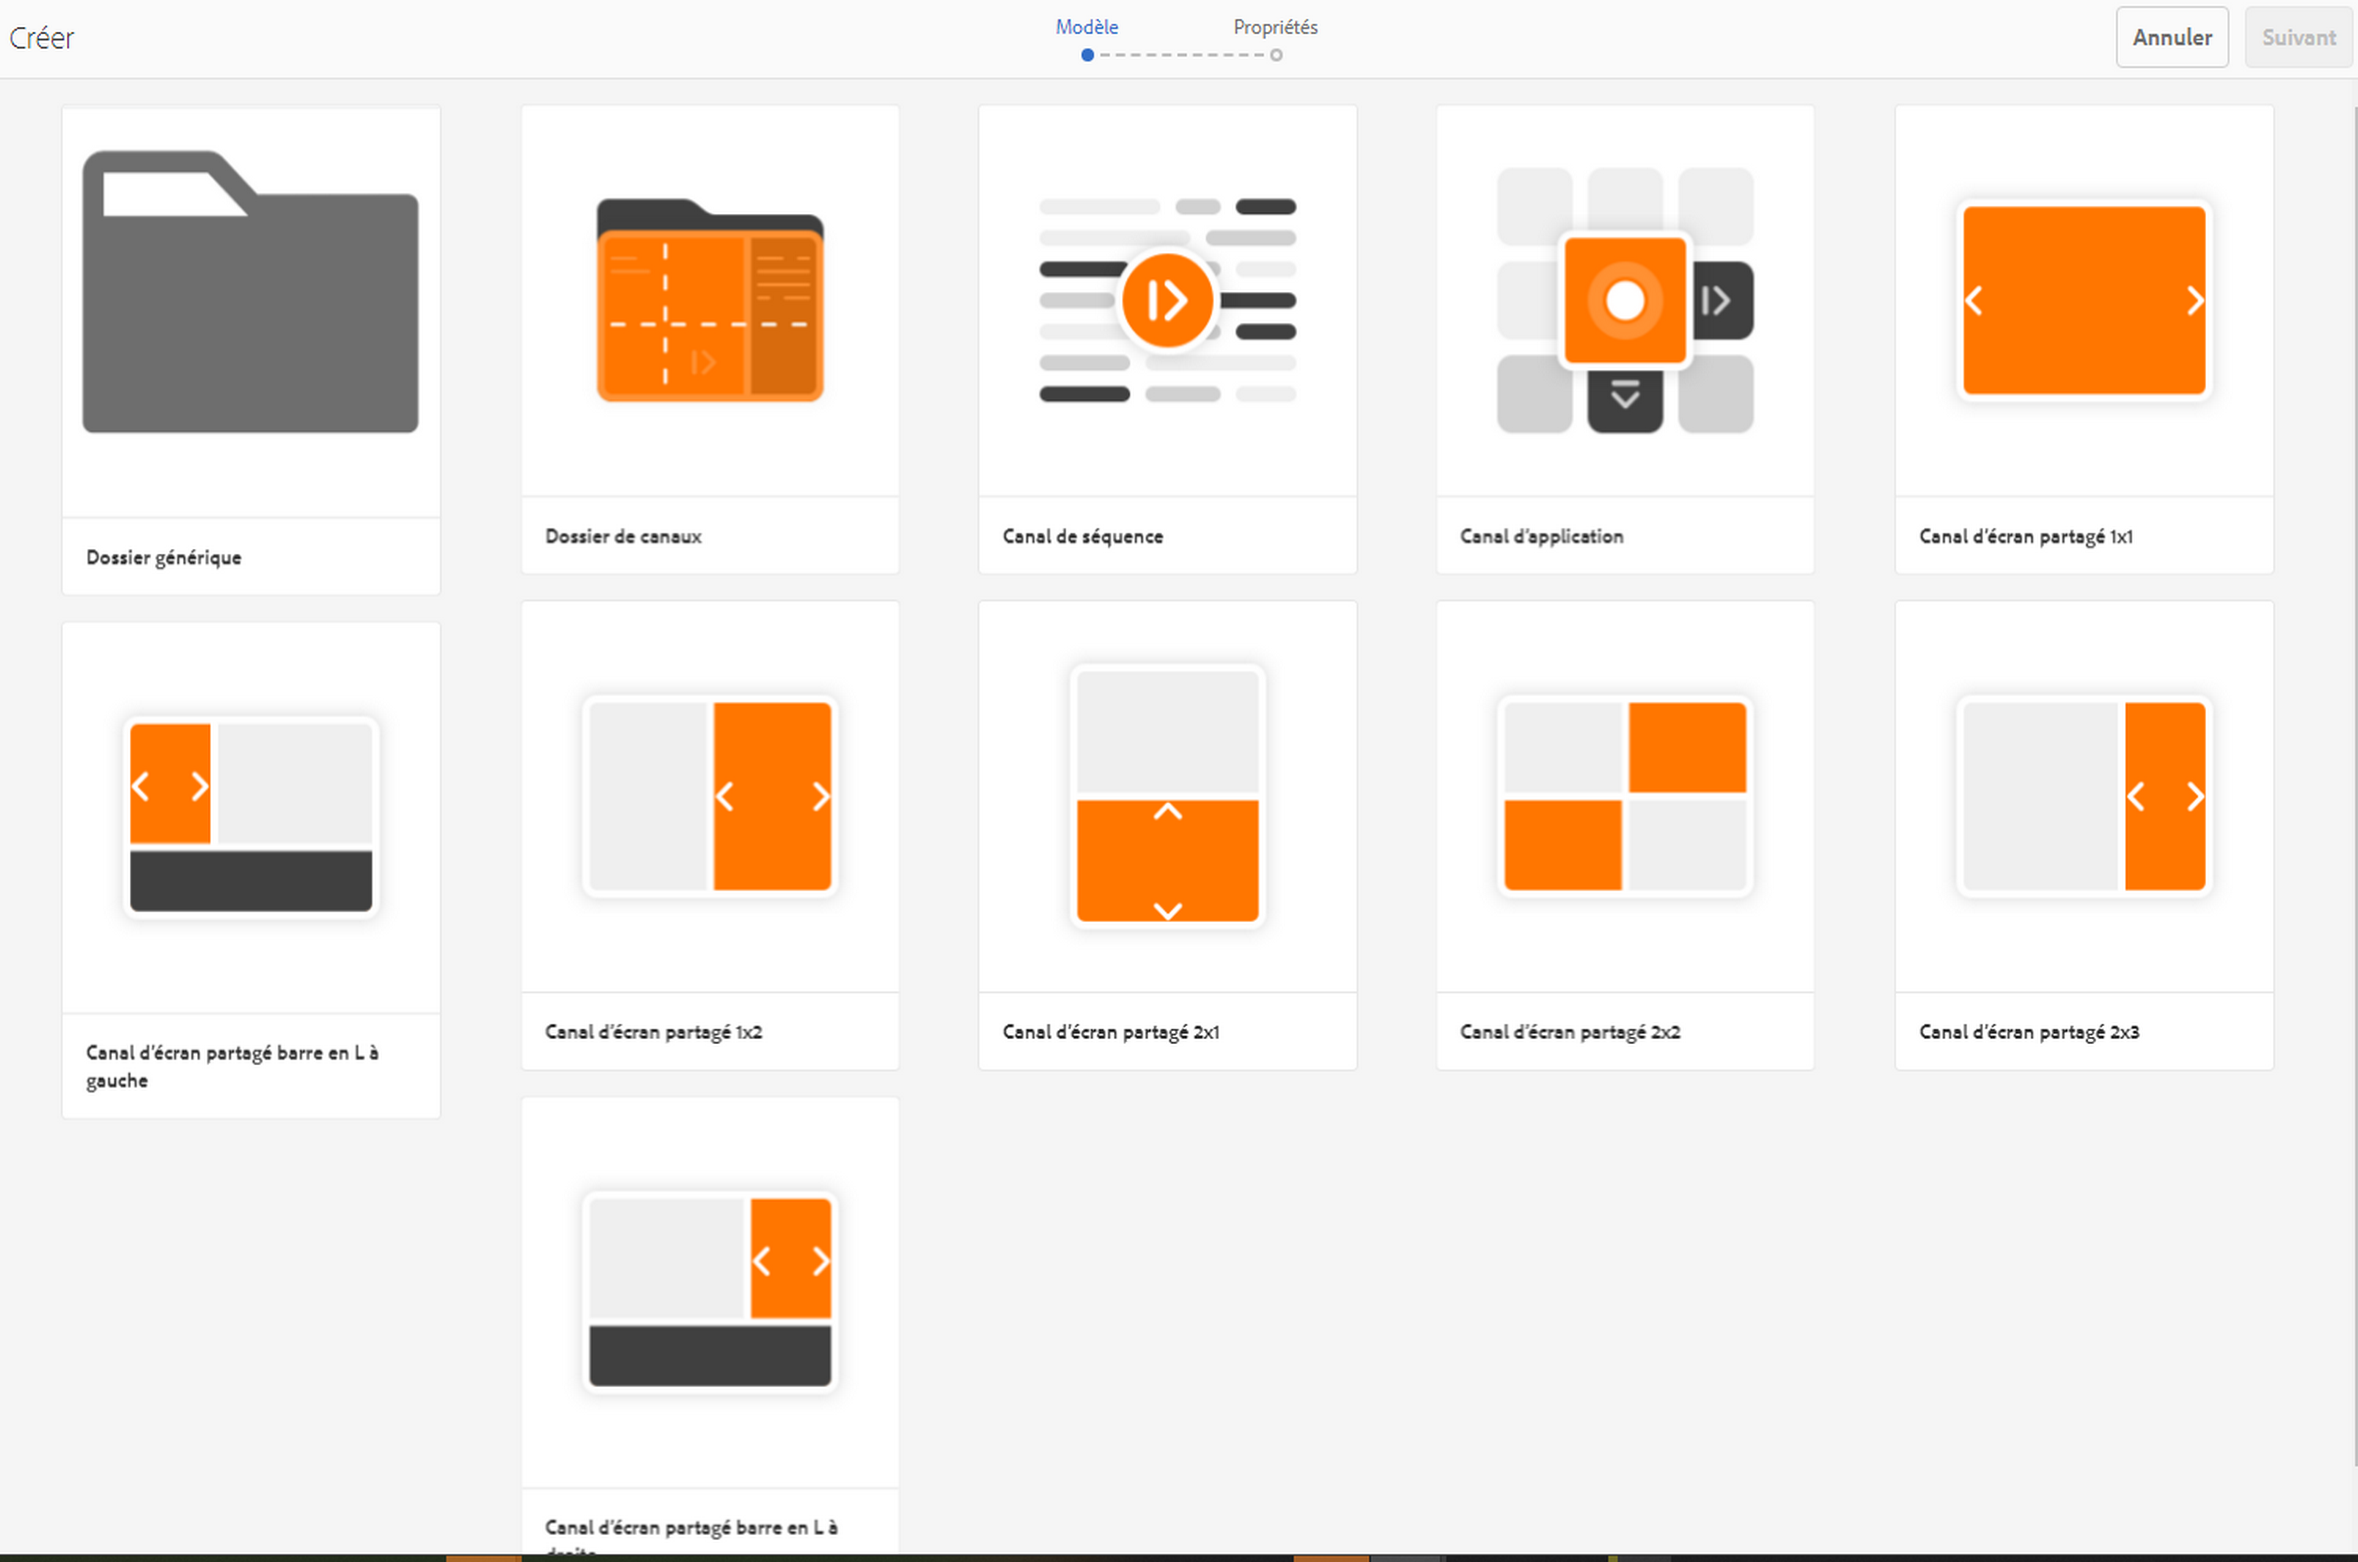 Créer
Modèle
Propriétés
Annuler
Suivant
Dossier générique
Dossier de canaux
Canal de séquence
Canal d'application
Canal d'écran partagé 1x1
Canal d'écran partagé barre en L à
gauche
Canal d'écran partagé 1x2
Canal d'écran partagé 2x1
Canal d'écran partagé 2x2
Canal d'écran partagé 2x3
Canal d'écran partagé barre en L à